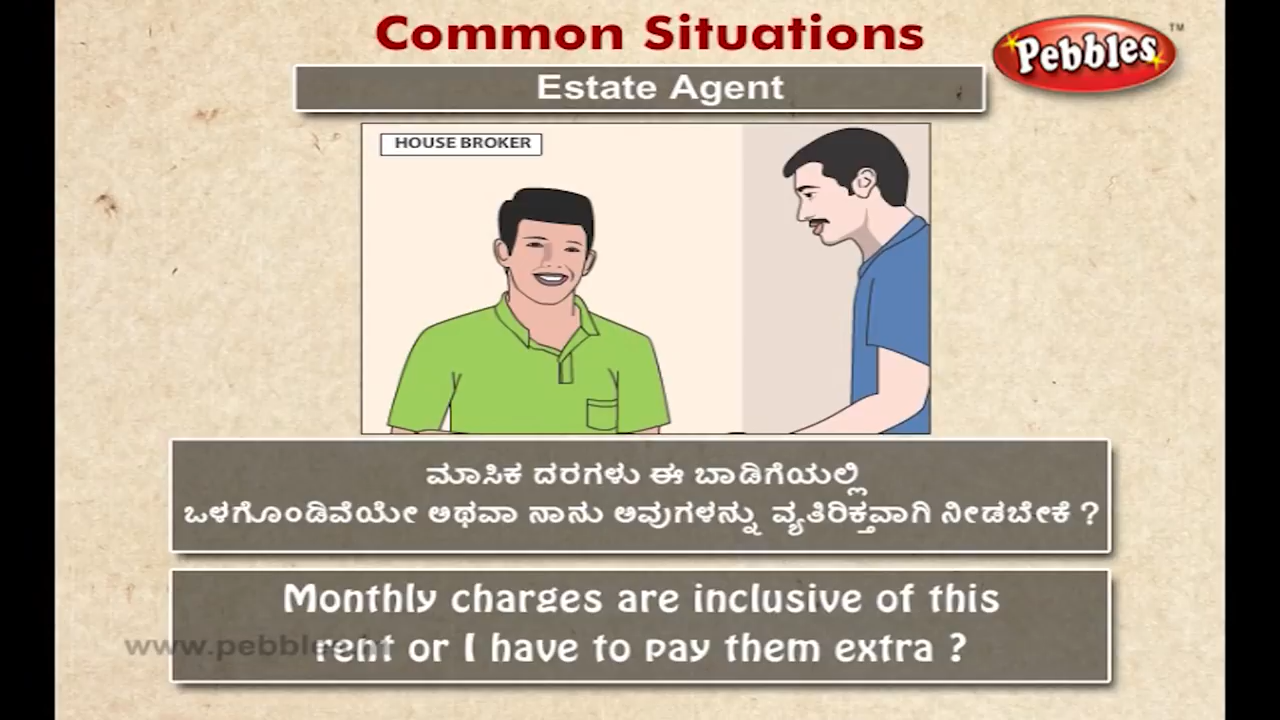 Common Situations
Pebbles™
Estate Agent
HOUSE BROKER
ಮಾಸಿಕ ದರಗಳು ಈ ಬಾಡಿಗೆಯಲ್ಲಿ
ಒಳಗೊಂಡಿವೆಯೇ ಅಥವಾ ನಾನು ಅವುಗಳನ್ನು ವ್ಯತಿರಿಕ್ತವಾಗಿ ನೀಡಬೇಕೆ ?
Monthly charges are inclusive of this
rent or I have to pay them extra ?